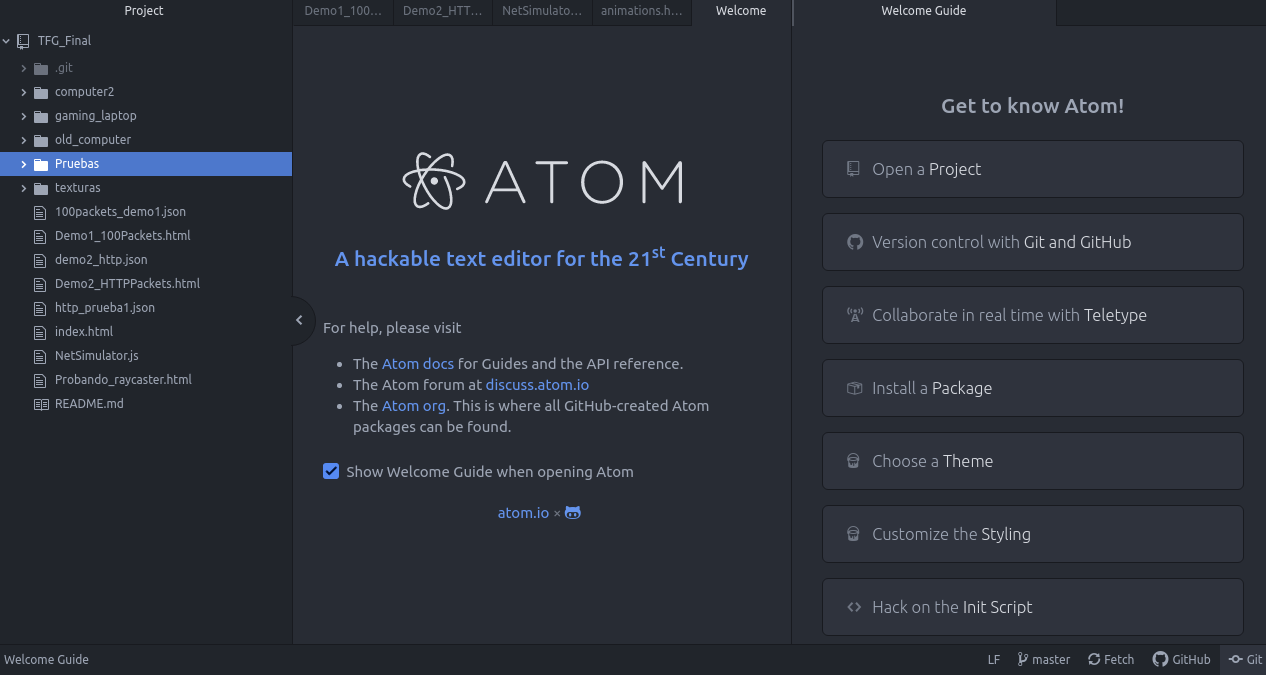 Project
TFG_Final
.git
computer2
gaming_laptop
old_computer
Pruebas
texturas
100packets_demo1.json
Demo1_100Packets.html
demo2_http.json
Demo2_HTTPPackets.html
http_prueba1.json
index.html
NetSimulator.js
Probando_raycaster.html
README.md
Demo1_100… Demo2_HTT… NetSimulato… animations.h… Welcome
ATOM
A hackable text editor for the 21st Century
For help, please visit
• The Atom docs for Guides and the API reference.
• The Atom forum at discuss.atom.io
• The Atom org. This is where all GitHub-created Atom
packages can be found.
Show Welcome Guide when opening Atom
atom.io ×
Welcome Guide
Get to know Atom!
Open a Project
Version control with Git and GitHub
Collaborate in real time with Teletype
Install a Package
Choose a Theme
Customize the Styling
Hack on the Init Script
Welcome Guide LF master Fetch GitHub Git